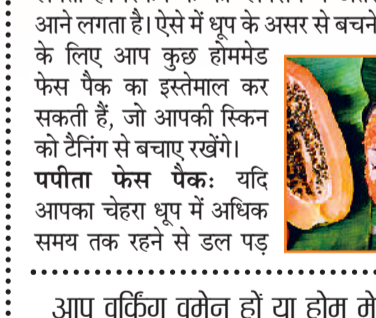 आने लगता है। ऐसे में धूप के असर से बचने
के लिए आप कुछ होममेड
फेस पैक का इस्तेमाल कर
सकती हैं, जो आपकी स्किन
को टैनिंग से बचाए रखेंगे।
पपीता फेस पैकः यदि
आपका चेहरा धूप में अधिक
समय तक रहने से डल पड़
आप वर्किंग वुमेन हों या होम मे